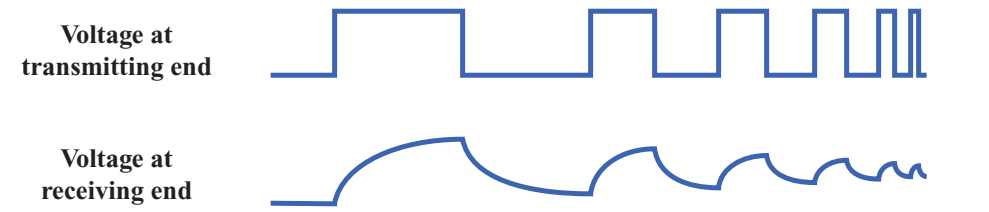 Voltage at
transmitting end
Voltage at
receiving end